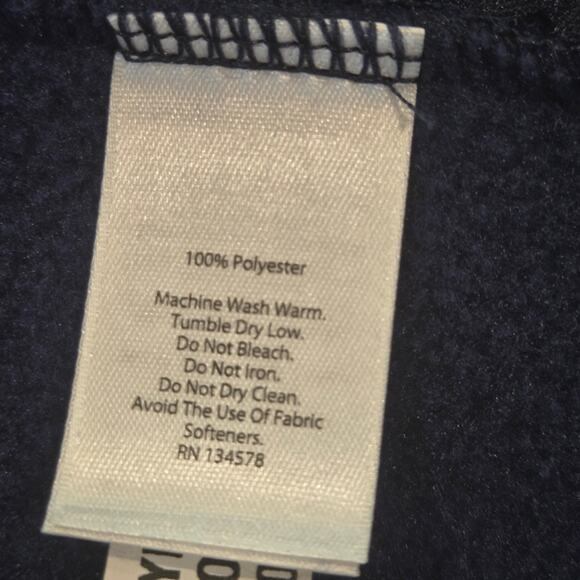 100% Polyester
Machine Wash Warm.
Tumble Dry Low.
Do Not Bleach.
Do Not Iron.
Do Not Dry Clean.
Avoid The Use Of Fabric
Softeners.
RN 134578